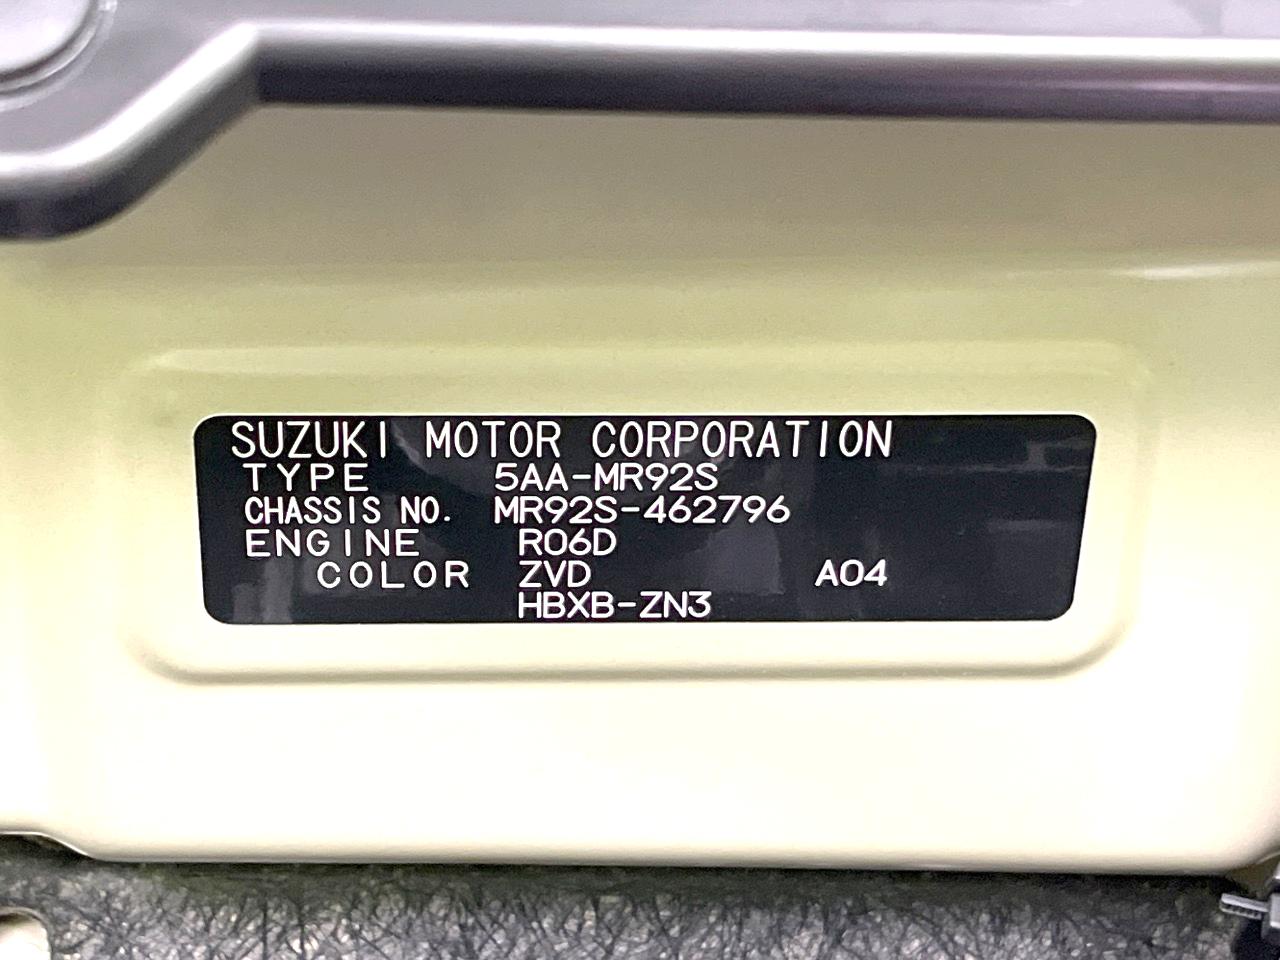 SUZUKI MOTOR CORPORATION
TYPE 5AA-MR92S
CHASSIS NO. MR92S-462796
ENGINE R06D
COLOR ZVD A04
HBXB-ZN3